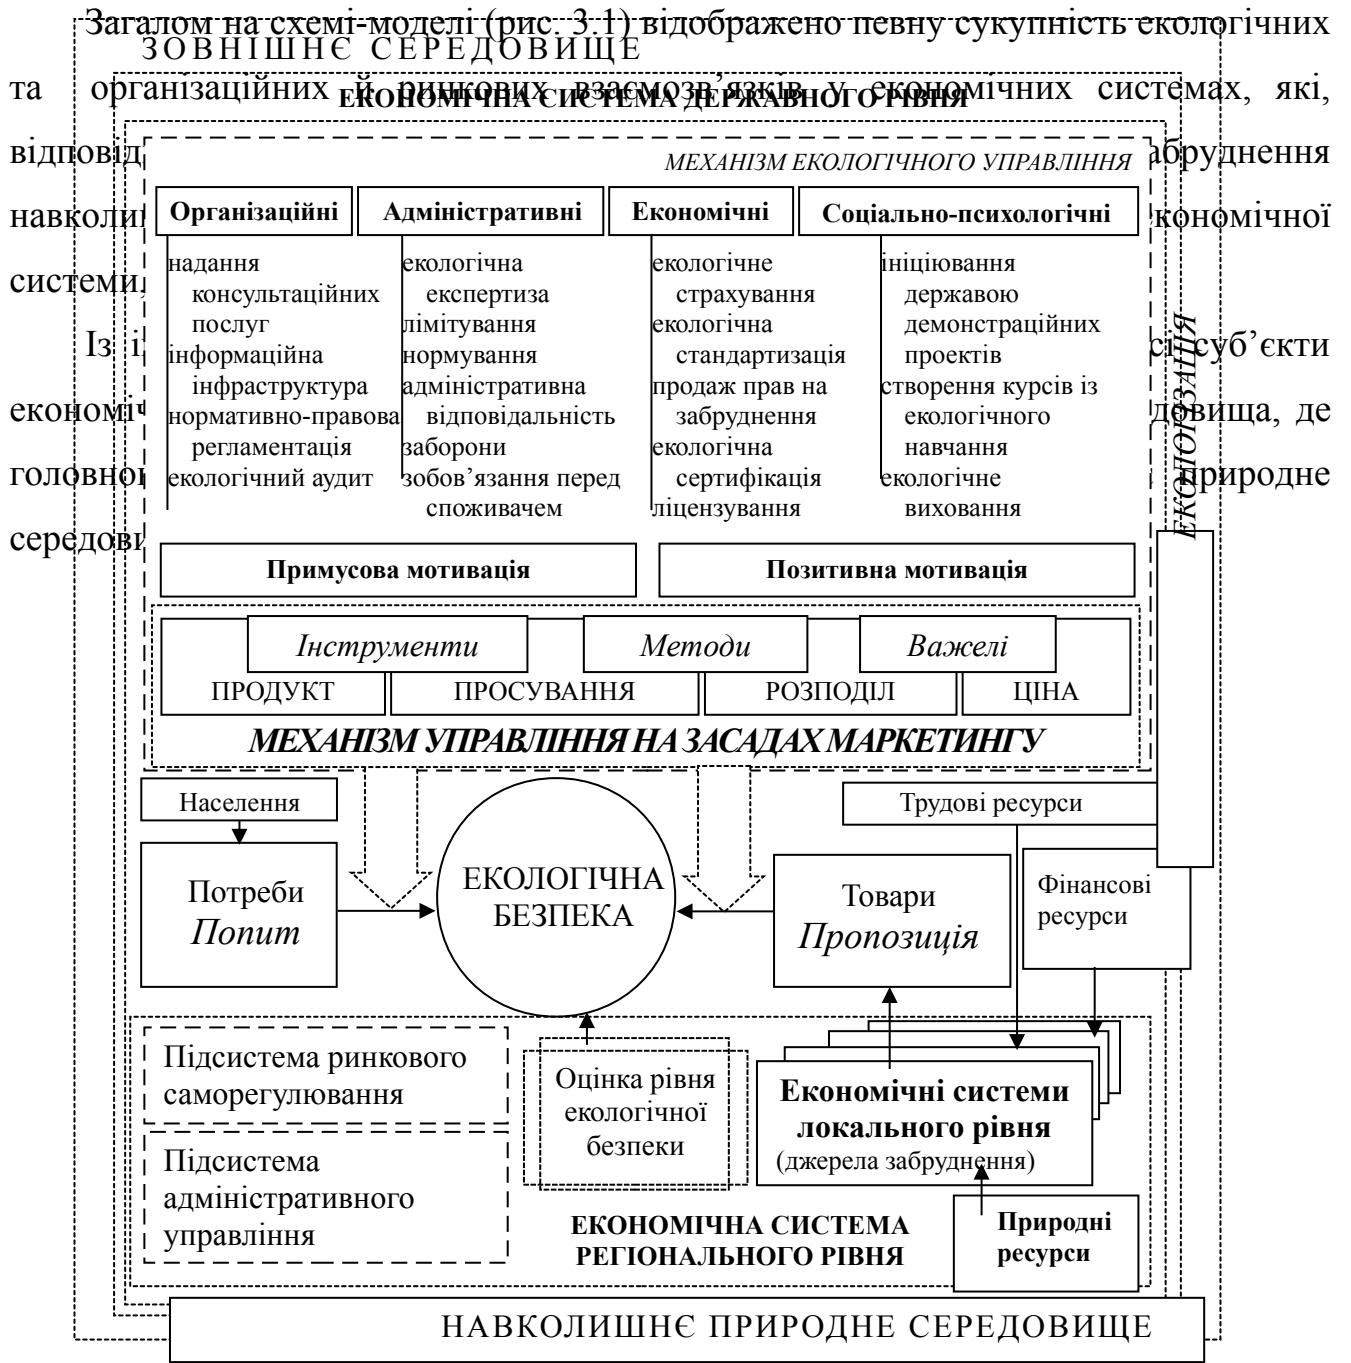 Загалом на схемі-моделі (рис. 3.1) відображено певну сукупність екологічних
ЗОВНІШНЄ СЕРЕДОВИЩЕ
та організаційних й ринкових взаємозв’язків у економічних системах, які,
ЕКОНОМІЧНА СИСТЕМА ДЕРЖАВНОГО РІВНЯ
МЕХАНІЗМ ЕКОЛОГІЧНОГО УПРАВЛІННЯ
Організаційні
надання
консультаційних
послуг
інформаційна
інфраструктура
нормативно-правова
регламентація
екологічний аудит
Адміністративні
екологічна
експертиза
лімітування
нормування
адміністративна
відповідальність
заборони
зобов’язання перед
споживачем
Економічні
екологічне
страхування
екологічна
стандартизація
продаж прав на
забруднення
екологічна
сертифікація
ліцензування
Соціально-психологічні
ініціювання
державою
демонстраційних
проектів
створення курсів із
екологічного
навчання
екологічне
виховання
системи,
Із
суб’єкти
де
природне
ЕКОЛОГІЗАЦІЯ
Примусова мотивація
Позитивна мотивація
Інструменти
Методи
Важелі
ПРОДУКТ
ПРОСУВАННЯ
РОЗПОДІЛ
ЦІНА
МЕХАНІЗМ УПРАВЛІННЯ НА ЗАСАДАХ МАРКЕТИНГУ
Населення
Трудові ресурси
Потреби
Попит
ЕКОЛОГІЧНА
БЕЗПЕКА
Товари
Пропозиція
Фінансові
ресурси
Підсистема ринкового
саморегулювання
Підсистема
адміністративного
управління
Оцінка рівня
екологічної
безпеки
Економічні системи
локального рівня
(джерела забруднення)
ЕКОНОМІЧНА СИСТЕМА
РЕГІОНАЛЬНОГО РІВНЯ
Природні
ресурси
НАВКОЛИШНЄ ПРИРОДНЕ СЕРЕДОВИЩЕ